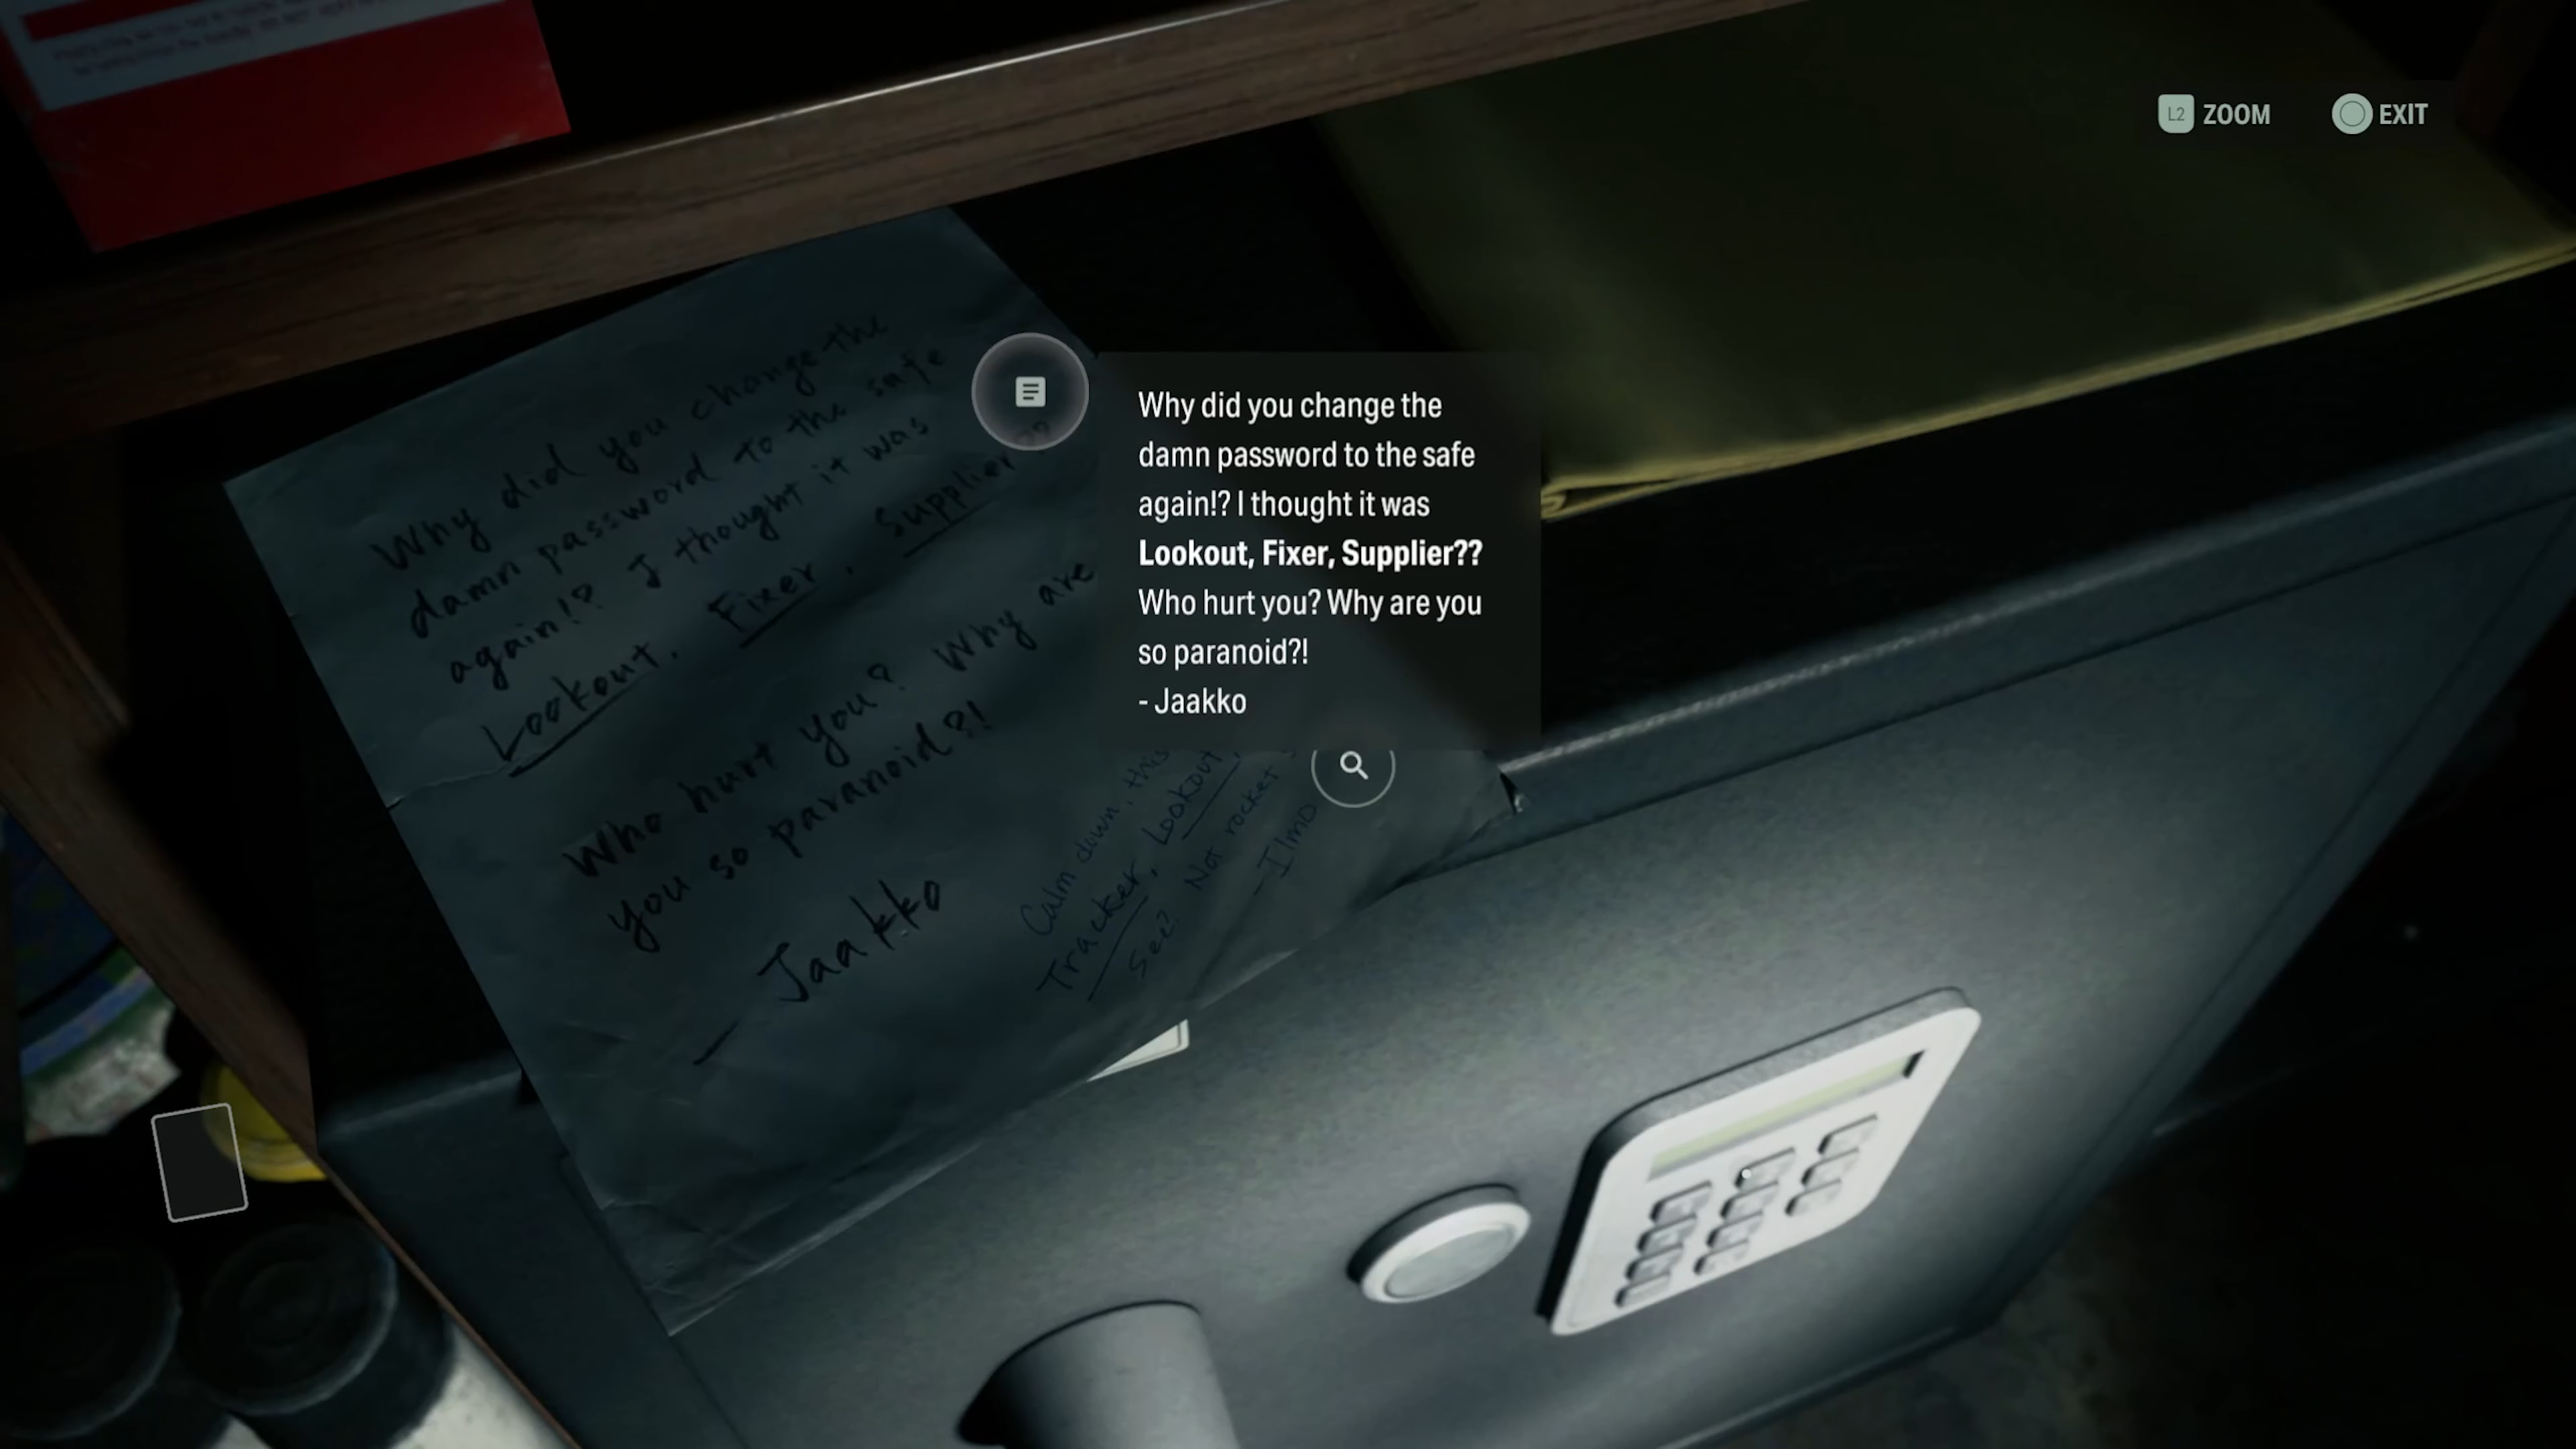 L2 ZOOM
EXIT
Why did you change the
damn password to the safe
again!? I thought it was
Lookout, Fixer, Supplier??
Who hurt you? Why are you
so paranoid?!
- Jaakko
Why did you change the
damn password to the safe
again!? I thought it was
Lookout, Fixer, Supplier ??
Who hurt you? Why are
you so paranoid?!
- Jaakko
Calm down, this
Tracker, Lookout,
See? Not rocket
- Ilmo